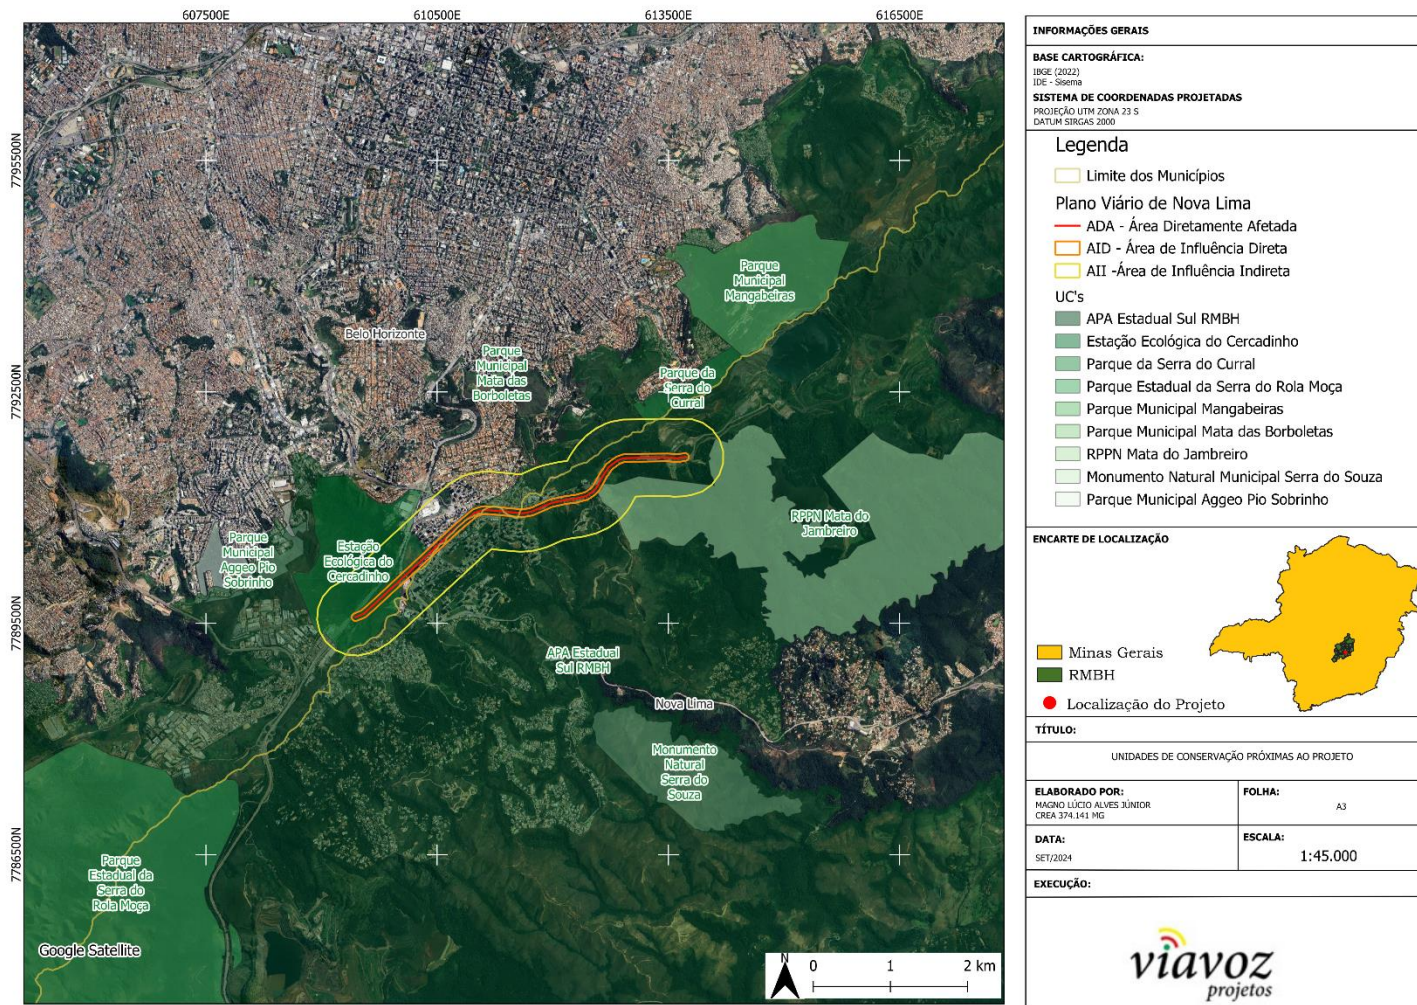 607500E
610500E
613500E
616500E
7795500N
7792500N
7789500N
7786500N
Parque
Municipal
Mangabeiras
Belo Horizonte
Parque
Municipal
Mata das
Borboletas
Parque da
Serra do
Curral
RPPN Mata do
Jambreiro
Parque
Municipal
Aggeo Pio
Sobrinho
Estação
Ecológica do
Cercadinho
APA Estadual
Sul RMBH
Nova Lima
Monumento
Natural
Serra do
Souza
Parque
Estadual da
Serra do
Rola Moça
Google Satellite
N
0 1 2 km
INFORMAÇÕES GERAIS
BASE CARTOGRÁFICA:
IBGE (2022)
IDE - Sisema
SISTEMA DE COORDENADAS PROJETADAS
PROJEÇÃO UTM ZONA 23 S
DATUM SIRGAS 2000
Legenda
Limite dos Municípios
Plano Viário de Nova Lima
ADA - Área Diretamente Afetada
AID - Área de Influência Direta
AII -Área de Influência Indireta
UC's
APA Estadual Sul RMBH
Estação Ecológica do Cercadinho
Parque da Serra do Curral
Parque Estadual da Serra do Rola Moça
Parque Municipal Mangabeiras
Parque Municipal Mata das Borboletas
RPPN Mata do Jambreiro
Monumento Natural Municipal Serra do Souza
Parque Municipal Aggeo Pio Sobrinho
ENCARTE DE LOCALIZAÇÃO
Minas Gerais
RMBH
Localização do Projeto
TÍTULO:
UNIDADES DE CONSERVAÇÃO PRÓXIMAS AO PROJETO
ELABORADO POR:
MAGNO LÚCIO ALVES JÚNIOR
CREA 374.141 MG
FOLHA:
A3
DATA:
SET/2024
ESCALA:
1:45.000
EXECUÇÃO:
viavoz
projetos